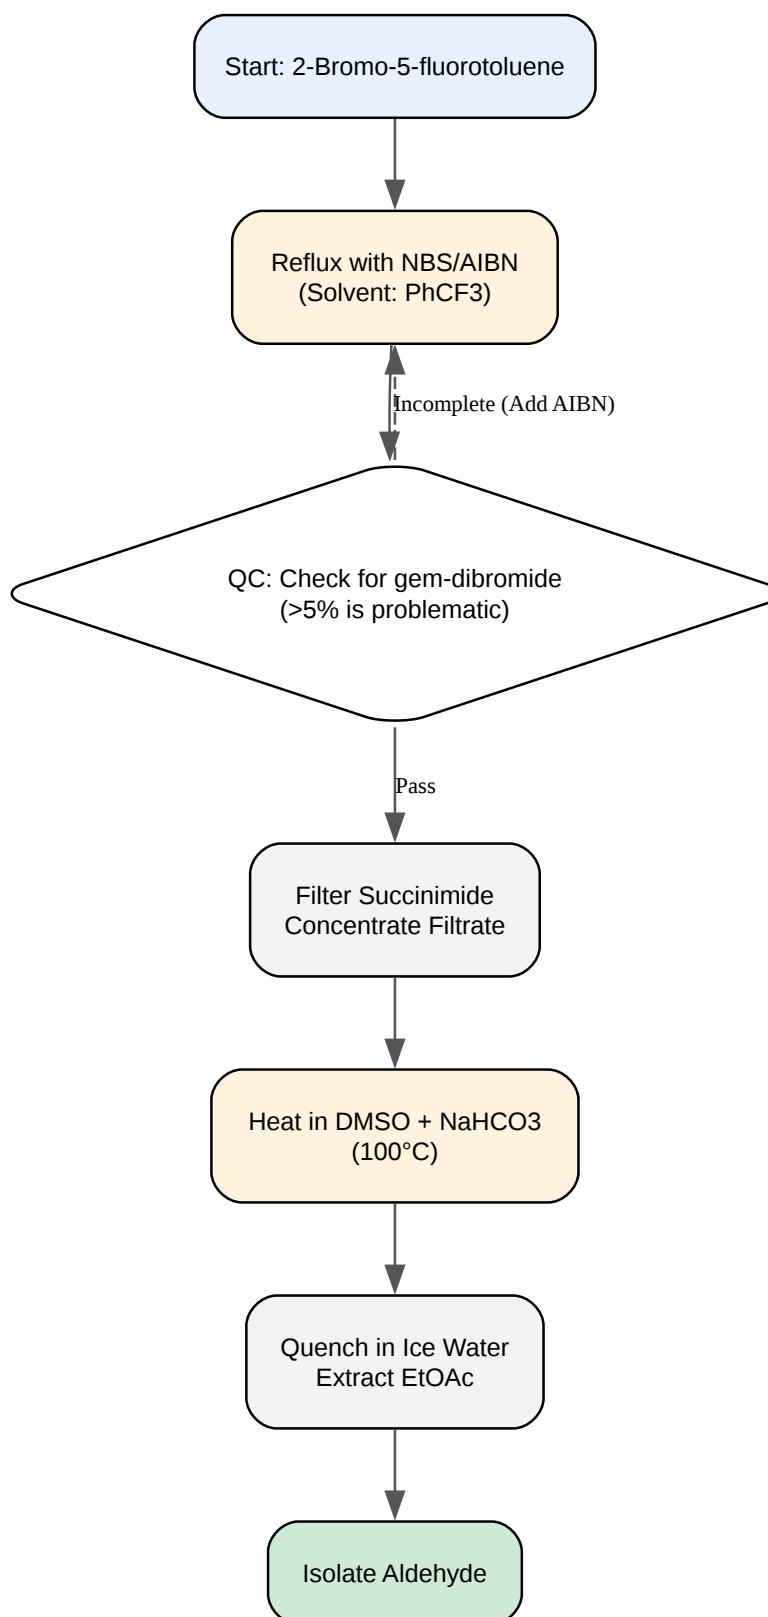 Start: 2-Bromo-5-fluorotoluene
Reflux with NBS/AIBN
(Solvent: PhCF3)
Incomplete (Add AIBN)
QC: Check for gem-dibromide
(>5% is problematic)
Pass
Filter Succinimide
Concentrate Filtrate
Heat in DMSO + NaHCO3
(100°C)
Quench in Ice Water
Extract EtOAc
Isolate Aldehyde